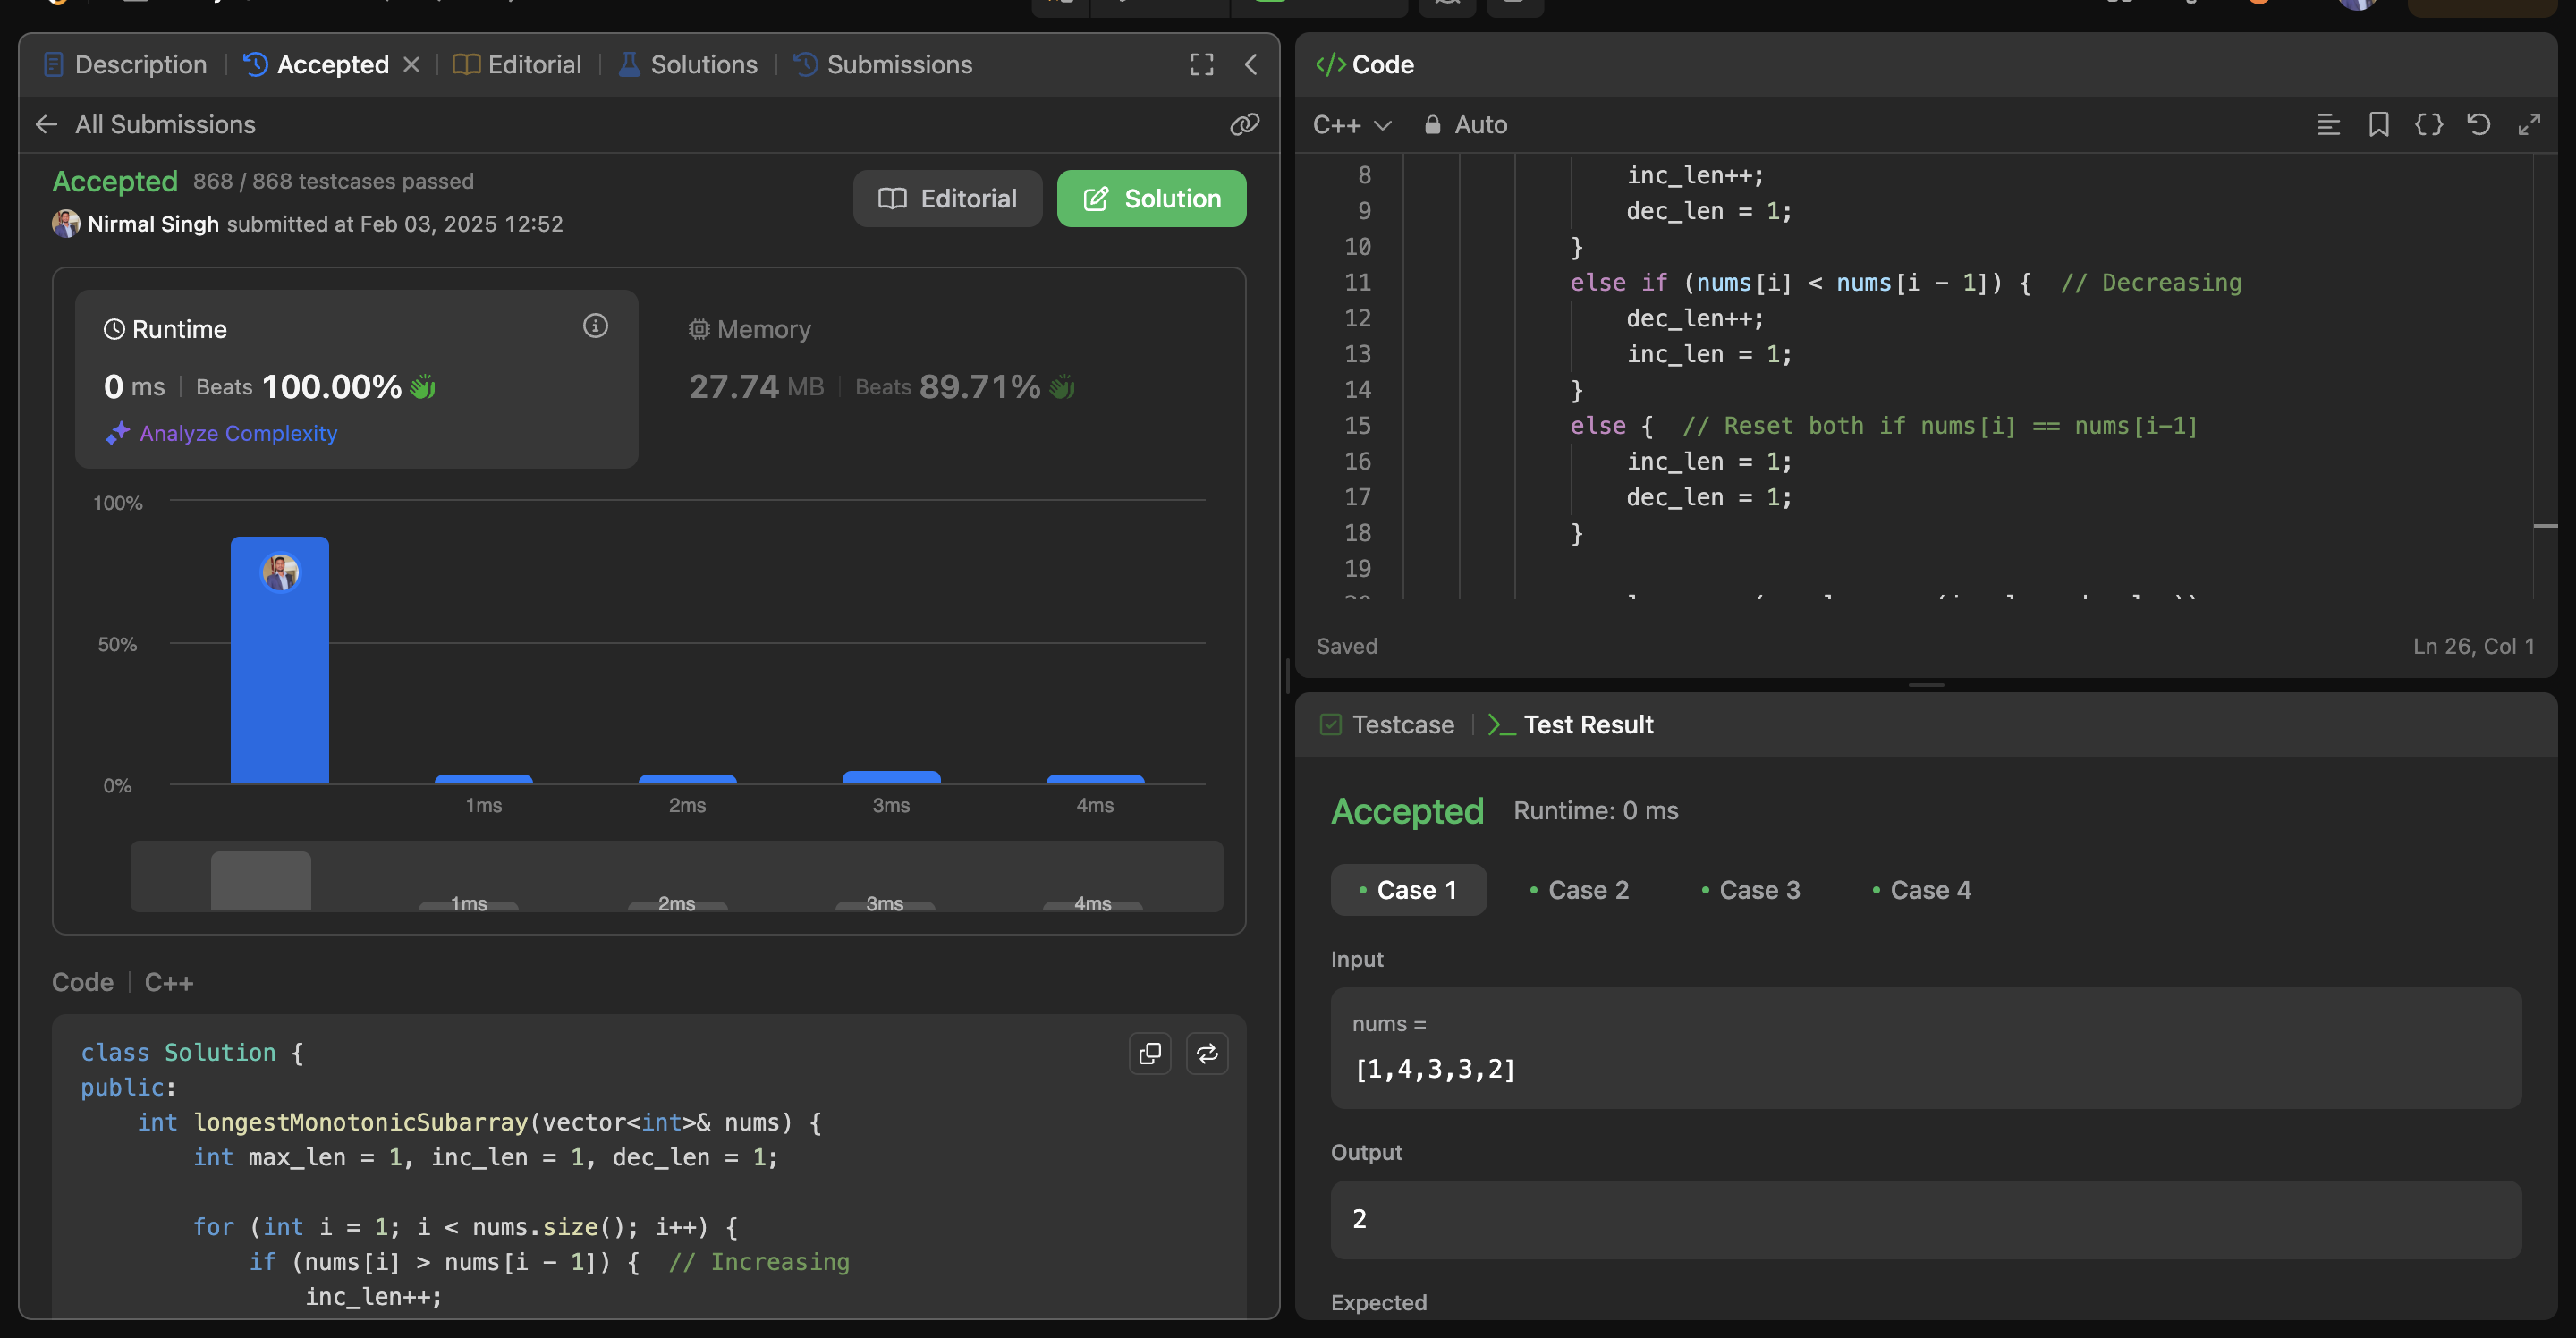 Description
Accepted
Editorial
Solutions
Submissions
All Submissions
Accepted 868 / 868 testcases passed
Nirmal Singh submitted at Feb 03, 2025 12:52
Editorial
Solution
Runtime
0 ms | Beats 100.00%
Analyze Complexity
Memory
27.74 MB | Beats 89.71%
100%
50%
0%
1ms
2ms
3ms
4ms
1ms
2ms
3ms
4ms
Code | C++
class Solution {
public:
    int longestMonotonicSubarray(vector<int>& nums) {
        int max_len = 1, inc_len = 1, dec_len = 1;
        for (int i = 1; i < nums.size(); i++) {
            if (nums[i] > nums[i - 1]) {  // Increasing
                inc_len++;
</> Code
C++
Auto
8 inc_len++;
9 dec_len = 1;
10 }
11 else if (nums[i] < nums[i - 1]) {  // Decreasing
12 dec_len++;
13 inc_len = 1;
14 }
15 else {  // Reset both if nums[i] == nums[i-1]
16 inc_len = 1;
17 dec_len = 1;
18 }
19
Saved
Ln 26, Col 1
Testcase
Test Result
Accepted Runtime: 0 ms
Case 1
Case 2
Case 3
Case 4
Input
nums =
[1,4,3,3,2]
Output
2
Expected